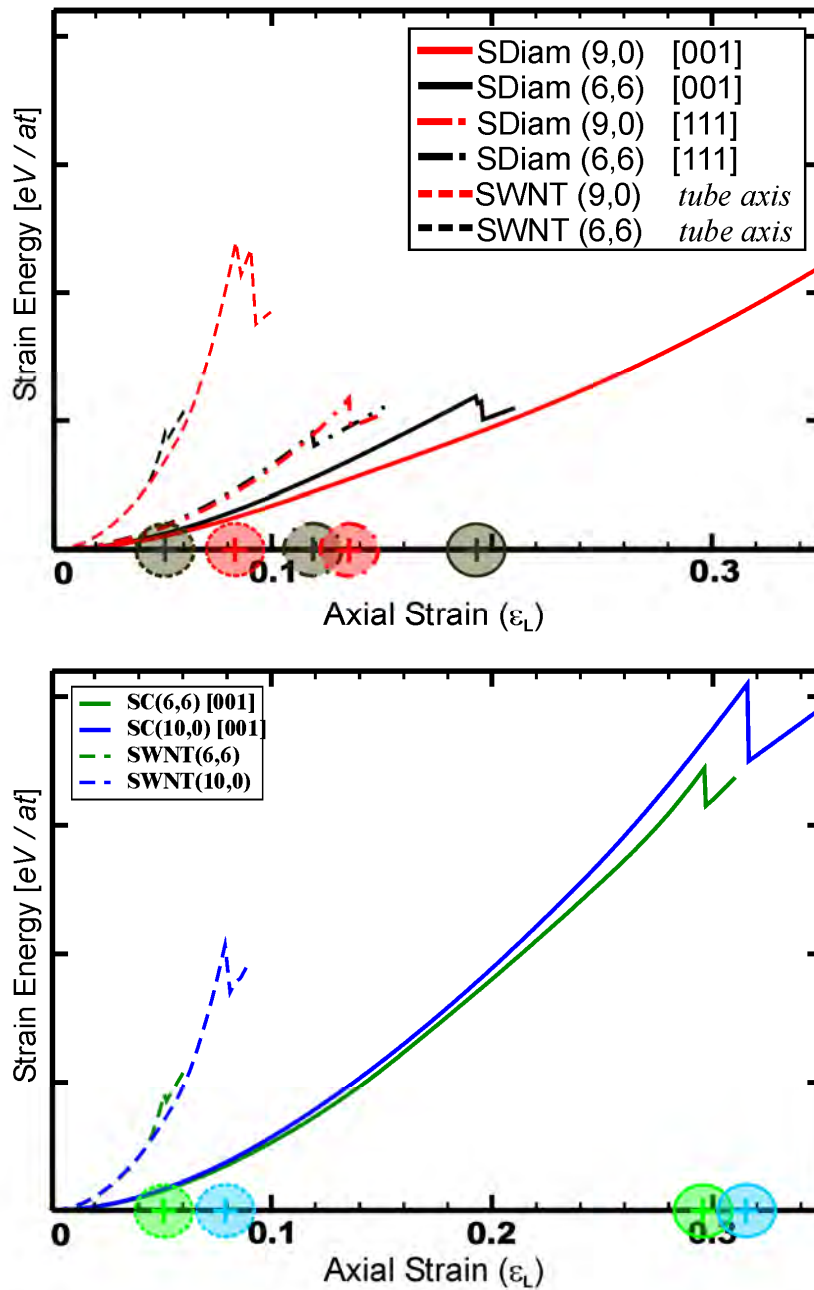 SDiam (9,0) [001]
SDiam (6,6) [001]
SDiam (9,0) [111]
SDiam (6,6) [111]
SWNT (9,0) tube axis
SWNT (6,6) tube axis
Strain Energy [eV / at]
0 0.1 0.3
Axial Strain (εL)
SC(6,6) [001]
SC(10,0) [001]
SWNT(6,6)
SWNT(10,0)
Strain Energy [eV / at]
0 0.1 0.2 0.3
Axial Strain (εL)